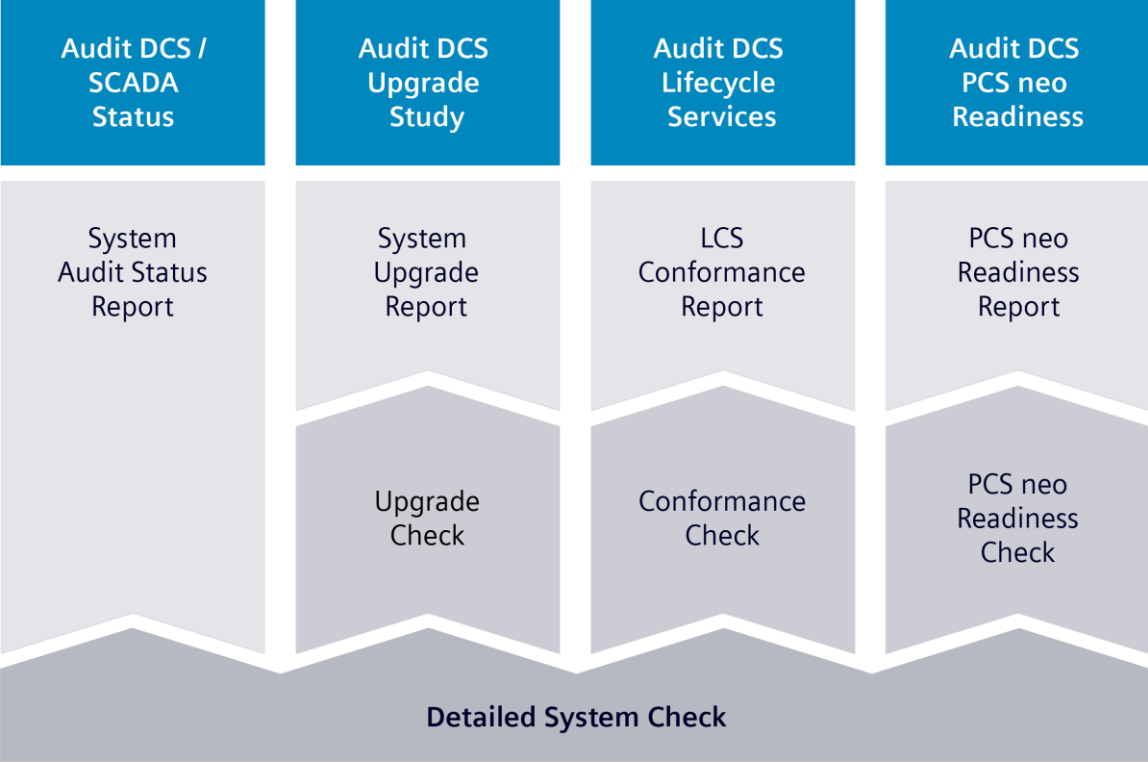 Audit DCS /
SCADA
Status
Audit DCS
Upgrade
Study
Audit DCS
Lifecycle
Services
Audit DCS
PCS neo
Readiness
System
Audit Status
Report
System
Upgrade
Report
LCS
Conformance
Report
PCS neo
Readiness
Report
Upgrade
Check
Conformance
Check
PCS neo
Readiness
Check
Detailed System Check